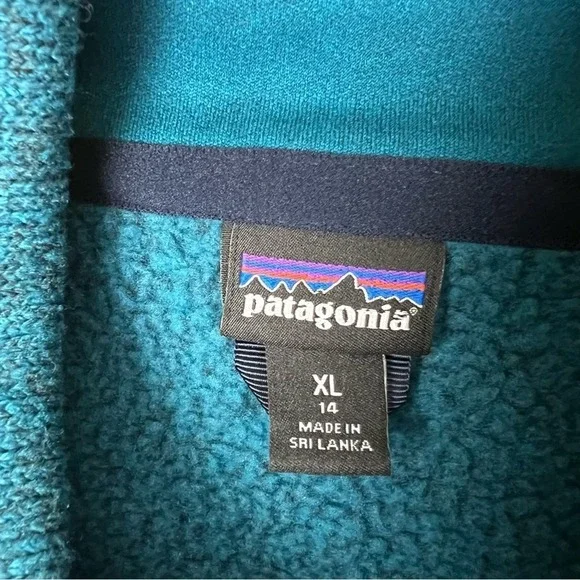 patagonia®
XL
14
MADE IN
SRI LANKA